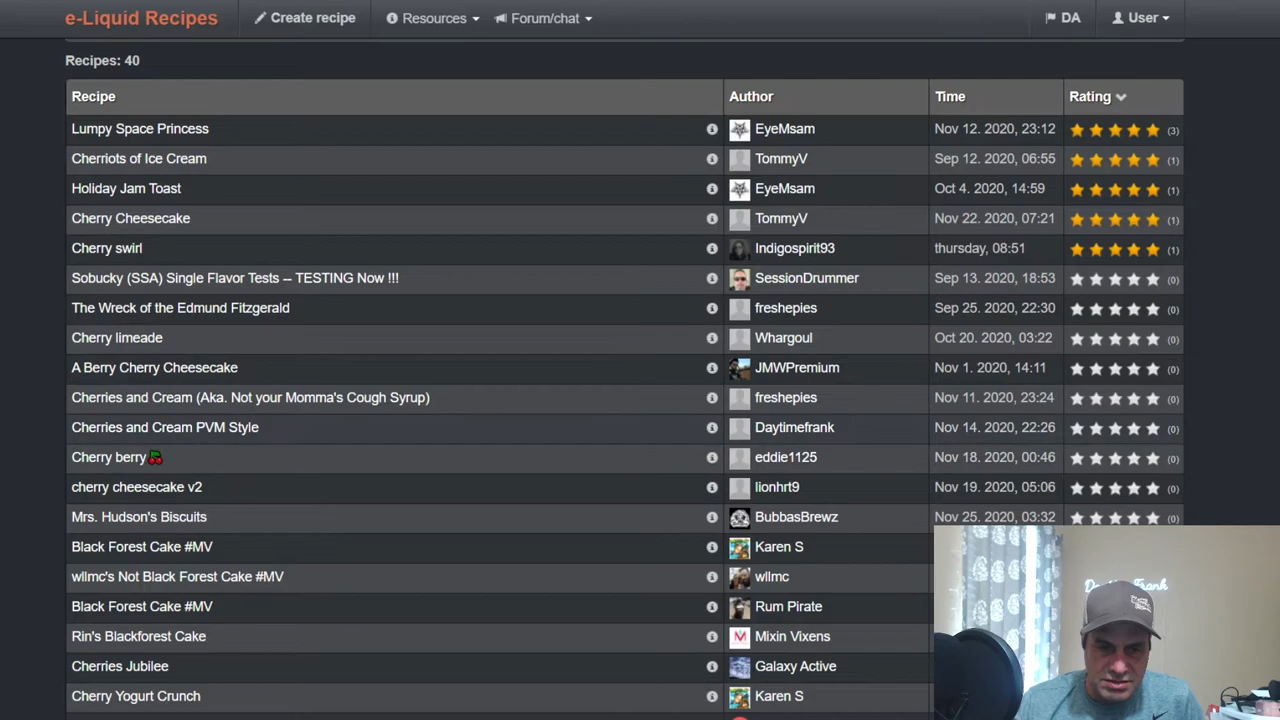 e-Liquid Recipes Create recipe Resources Forum/chat DA User
Recipes: 40
Recipe Author Time Rating
Lumpy Space Princess EyeMsam Nov 12. 2020, 23:12 (3)
Cherriots of Ice Cream TommyV Sep 12. 2020, 06:55 (1)
Holiday Jam Toast EyeMsam Oct 4. 2020, 14:59 (1)
Cherry Cheesecake TommyV Nov 22. 2020, 07:21 (1)
Cherry swirl Indigospirit93 thursday, 08:51 (1)
Sobucky (SSA) Single Flavor Tests -- TESTING Now !!! SessionDrummer Sep 13. 2020, 18:53 (0)
The Wreck of the Edmund Fitzgerald freshepies Sep 25. 2020, 22:30 (0)
Cherry limeade Whargoul Oct 20. 2020, 03:22 (0)
A Berry Cherry Cheesecake JMWPremium Nov 1. 2020, 14:11 (0)
Cherries and Cream (Aka. Not your Momma's Cough Syrup) freshepies Nov 11. 2020, 23:24 (0)
Cherries and Cream PVM Style Daytimefrank Nov 14. 2020, 22:26 (0)
Cherry berry🍒 eddie1125 Nov 18. 2020, 00:46 (0)
cherry cheesecake v2 lionhrt9 Nov 19. 2020, 05:06 (0)
Mrs. Hudson's Biscuits BubbasBrewz Nov 25. 2020, 03:32 (0)
Black Forest Cake #MV Karen S
wllmc's Not Black Forest Cake #MV wllmc
Black Forest Cake #MV Rum Pirate
Rin's Blackforest Cake Mixin Vixens
Cherries Jubilee Galaxy Active
Cherry Yogurt Crunch Karen S